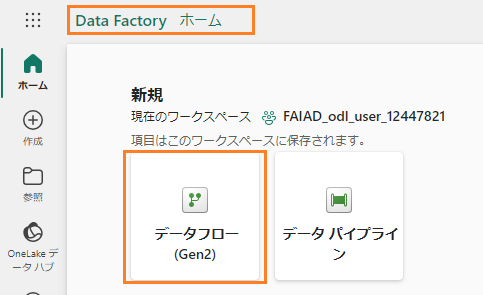 Data Factory ホーム
ホーム
新規
現在のワークスペース FAIAD_odl_user_12447821
作成
項目はこのワークスペースに保存されます。
参照
データフロー
(Gen2)
データ パイプライ
ン
OneLake デ
ータ ハブ